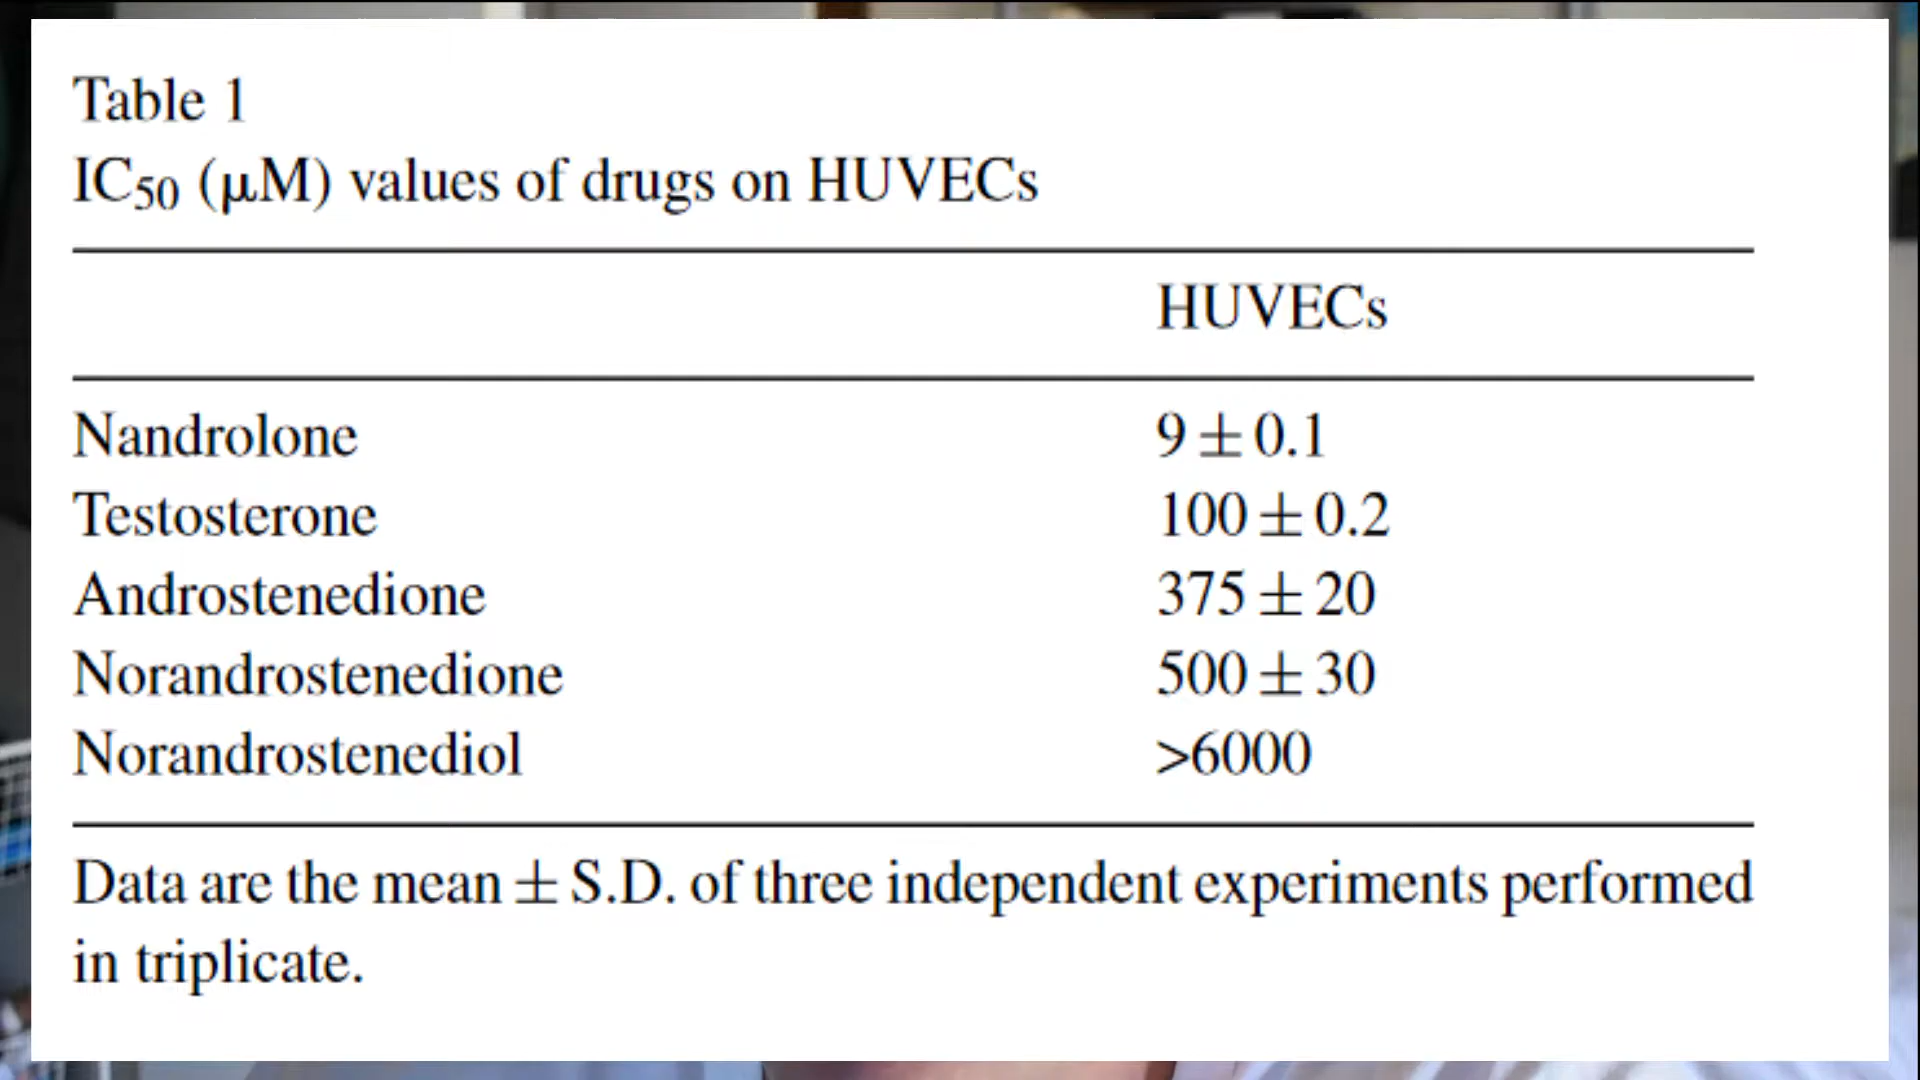 Table 1
IC50 (μM) values of drugs on HUVECs
HUVECs
Nandrolone 9 ± 0.1
Testosterone 100 ± 0.2
Androstenedione 375 ± 20
Norandrostenedione 500 ± 30
Norandrostenediol >6000
Data are the mean ± S.D. of three independent experiments performed
in triplicate.